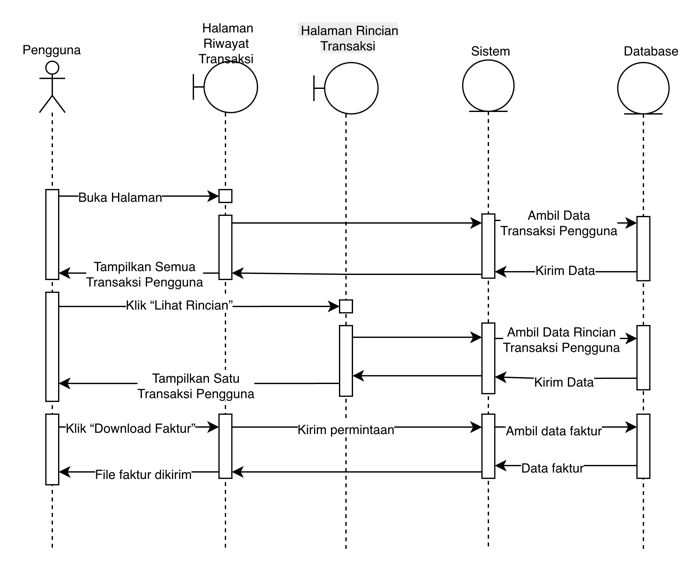 Pengguna
Halaman
Riwayat
Transaksi
Halaman Rincian
Transaksi
Sistem
Database
Buka Halaman
Ambil Data
Transaksi Pengguna
Tampilkan Semua
Transaksi Pengguna
Kirim Data
Klik “Lihat Rincian”
Ambil Data Rincian
Transaksi Pengguna
Tampilkan Satu
Transaksi Pengguna
Kirim Data
Klik “Download Faktur”
Kirim permintaan
Ambil data faktur
File faktur dikirim
Data faktur